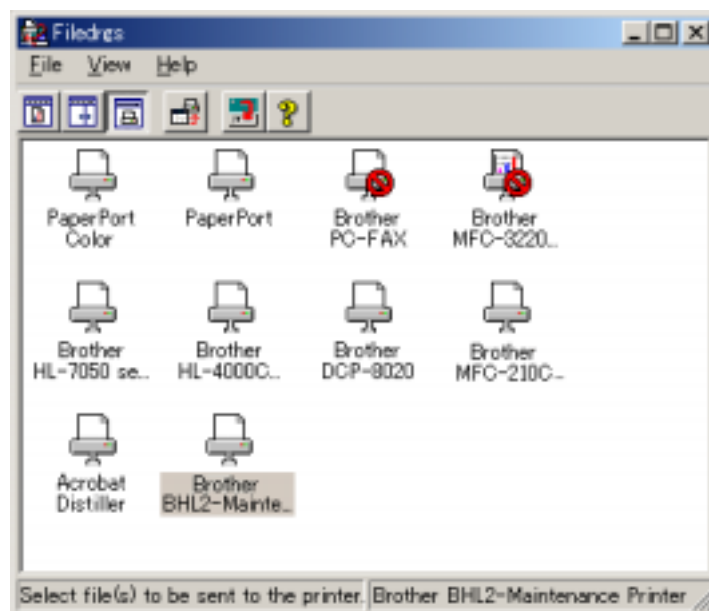 Filedrgs
File View Help
PaperPort Color
PaperPort
Brother PC-FAX
Brother MFC-3220...
Brother HL-7050 se...
Brother HL-4000C...
Brother DCP-8020
Brother MFC-210C...
Acrobat Distiller
Brother BHL2-Mainte...
Select file(s) to be sent to the printer.
Brother BHL2-Maintenance Printer